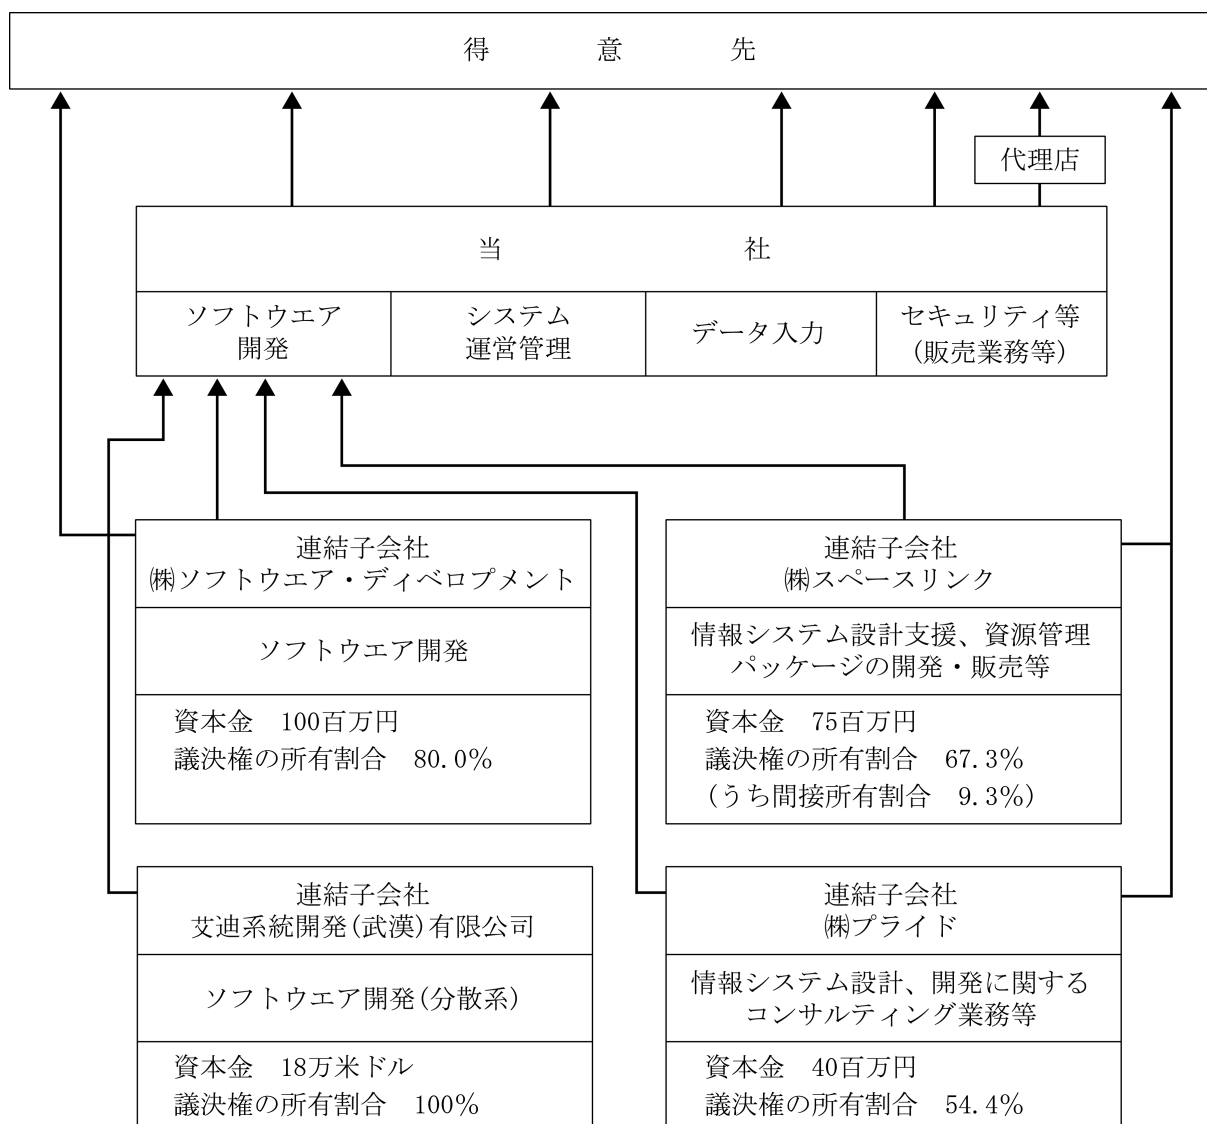 得意先
代理店
当社
ソフトウエア
開発
システム
運営管理
データ入力
セキュリティ等
(販売業務等)
連結子会社
㈱ソフトウエア・ディベロプメント
ソフトウエア開発
資本金　100百万円
議決権の所有割合　80.0％
連結子会社
㈱スペースリンク
情報システム設計支援、資源管理
パッケージの開発・販売等
資本金　75百万円
議決権の所有割合　67.3％
(うち間接所有割合　9.3％)
連結子会社
艾迪系統開発(武漢)有限公司
ソフトウエア開発(分散系)
資本金　18万米ドル
議決権の所有割合　100％
連結子会社
㈱プライド
情報システム設計、開発に関する
コンサルティング業務等
資本金　40百万円
議決権の所有割合　54.4％